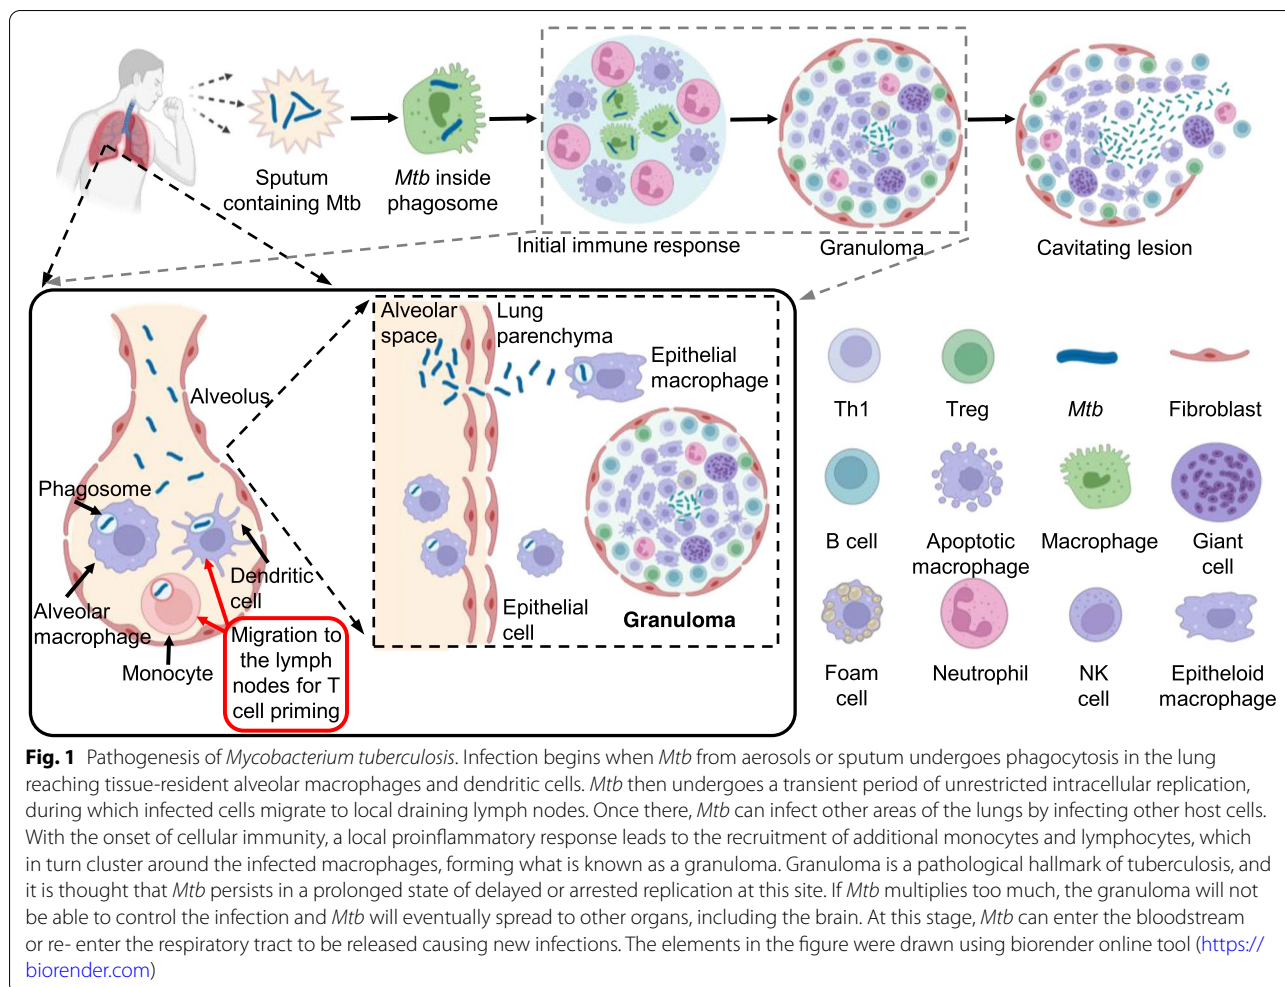 Sputum
containing Mtb
Mtb inside
phagosome
Initial immune response
Granuloma
Cavitating lesion
Alveolar
space
Lung
parenchyma
Epithelial
macrophage
Alveolus
Phagosome
Dendritic
cell
Alveolar
macrophage
Monocyte
Migration to
the lymph
nodes for T
cell priming
Epithelial
cell
Granuloma
Th1
Treg
Mtb
Fibroblast
B cell
Apoptotic
macrophage
Macrophage
Giant
cell
Foam
cell
Neutrophil
NK
cell
Epitheloid
macrophage
Fig. 1 Pathogenesis of Mycobacterium tuberculosis. Infection begins when Mtb from aerosols or sputum undergoes phagocytosis in the lung
reaching tissue-resident alveolar macrophages and dendritic cells. Mtb then undergoes a transient period of unrestricted intracellular replication,
during which infected cells migrate to local draining lymph nodes. Once there, Mtb can infect other areas of the lungs by infecting other host cells.
With the onset of cellular immunity, a local proinflammatory response leads to the recruitment of additional monocytes and lymphocytes, which
in turn cluster around the infected macrophages, forming what is known as a granuloma. Granuloma is a pathological hallmark of tuberculosis, and
it is thought that Mtb persists in a prolonged state of delayed or arrested replication at this site. If Mtb multiplies too much, the granuloma will not
be able to control the infection and Mtb will eventually spread to other organs, including the brain. At this stage, Mtb can enter the bloodstream
or re- enter the respiratory tract to be released causing new infections. The elements in the figure were drawn using biorender online tool (https://
biorender.com)